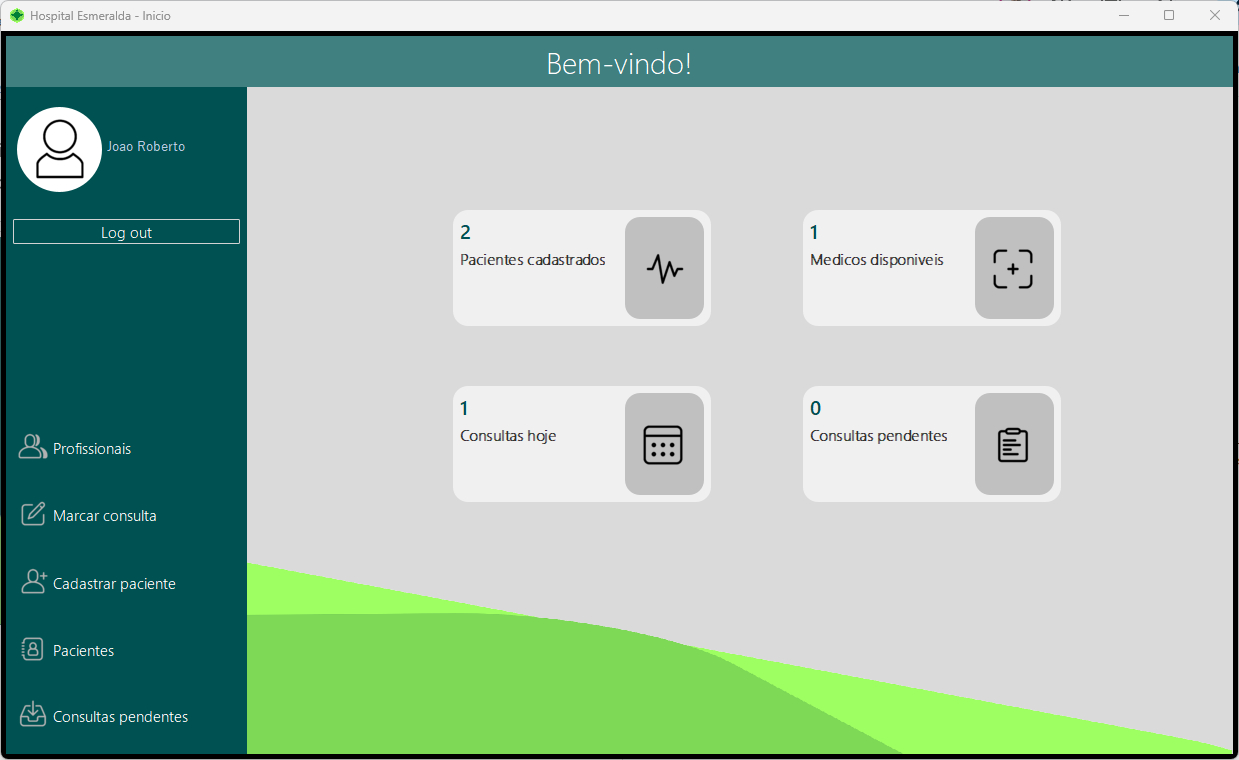 Hospital Esmeralda - Inicio
Bem-vindo!
Joao Roberto
Log out
2
Pacientes cadastrados
1
Medicos disponiveis
1
Consultas hoje
0
Consultas pendentes
Profissionais
Marcar consulta
Cadastrar paciente
Pacientes
Consultas pendentes